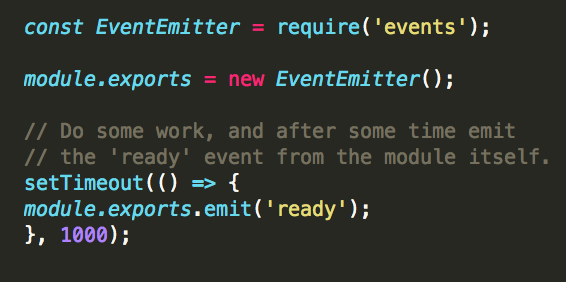 const EventEmitter = require('events');
module.exports = new EventEmitter();
// Do some work, and after some time emit
// the 'ready' event from the module itself.
setTimeout(() => {
module.exports.emit('ready');
}, 1000);